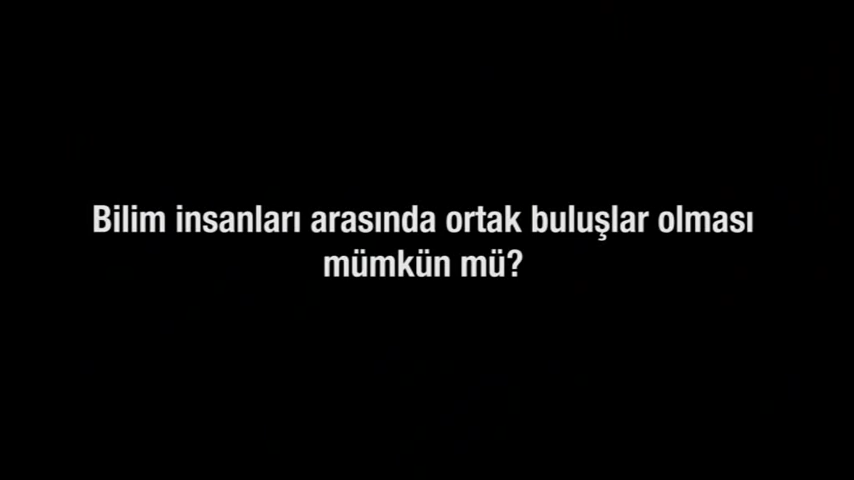 Bilim insanları arasında ortak buluşlar olması
mümkün mü?